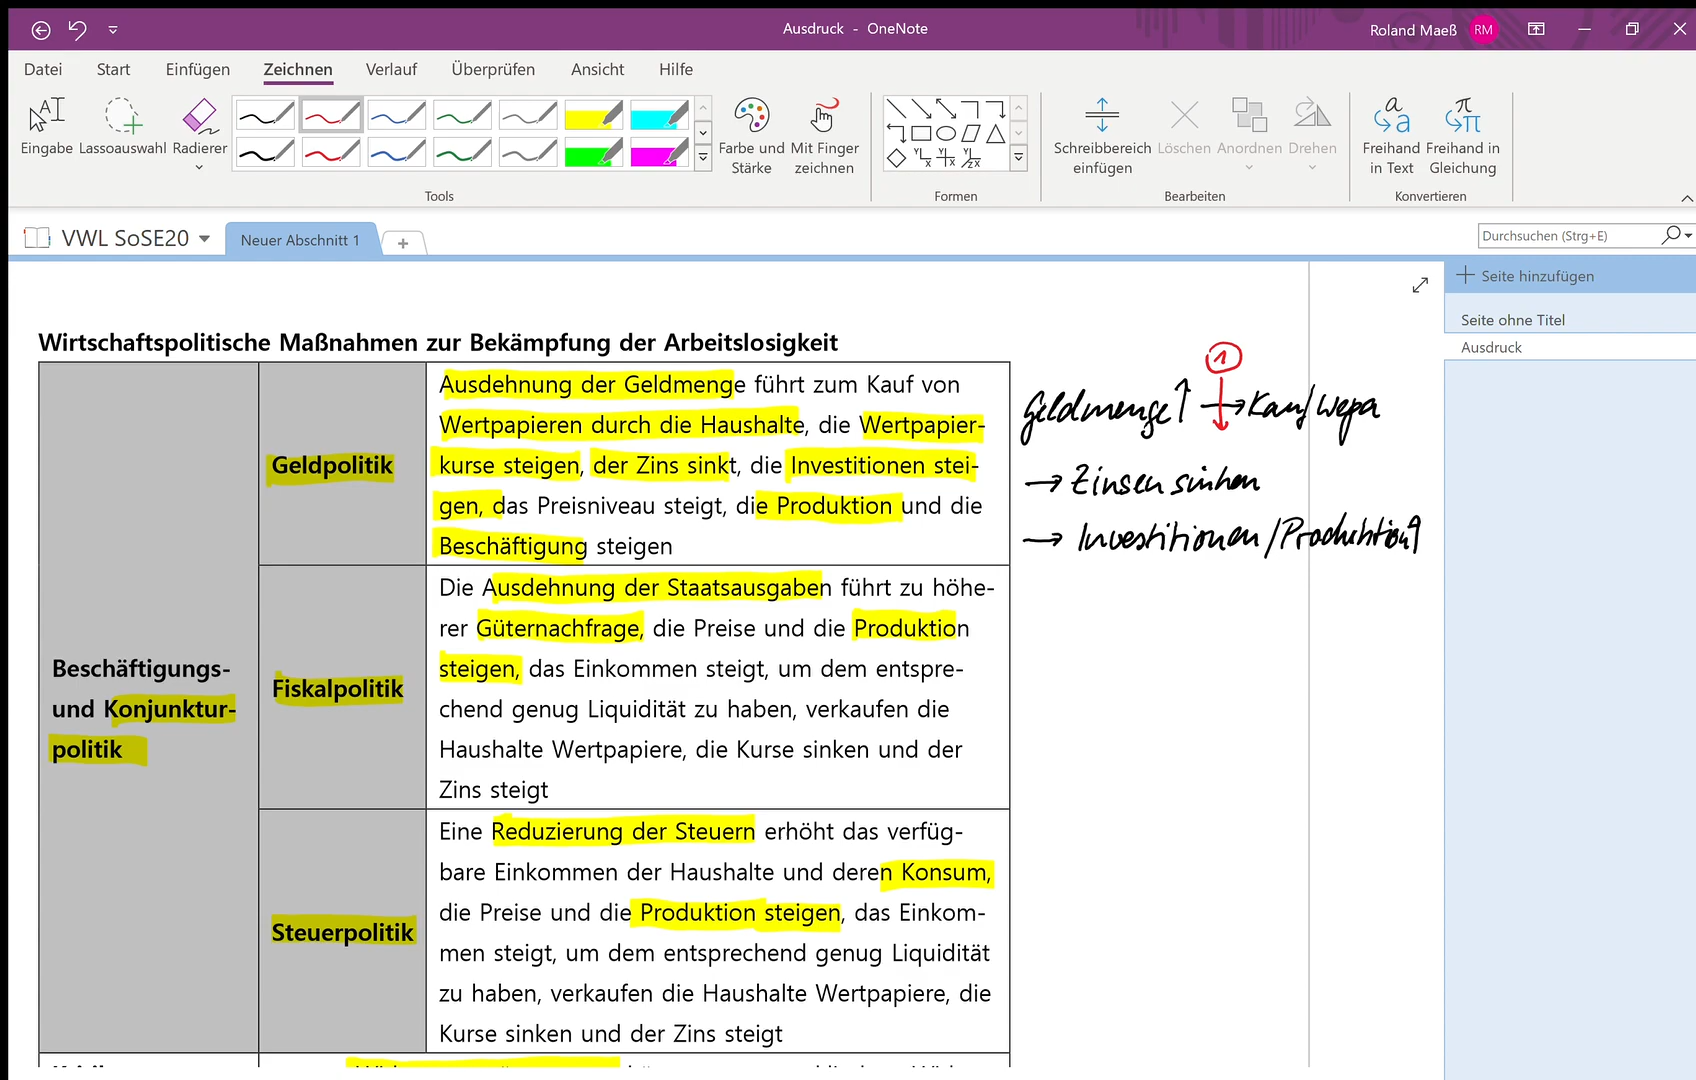 Ausdruck - OneNote
Roland Maeß RM
Datei Start Einfügen Zeichnen Verlauf Überprüfen Ansicht Hilfe
Eingabe Lassoauswahl Radierer Farbe und Stärke Mit Finger zeichnen Schreibbereich einfügen Löschen Anordnen Drehen Freihand in Text Freihand in Gleichung
Tools Formen Bearbeiten Konvertieren
VWL SoSE20 Neuer Abschnitt 1 Durchsuchen (Strg+E)
Seite hinzufügen
Seite ohne Titel
Ausdruck
Wirtschaftspolitische Maßnahmen zur Bekämpfung der Arbeitslosigkeit
Beschäftigungs-
und Konjunktur-
politik
Geldpolitik
Ausdehnung der Geldmenge führt zum Kauf von
Wertpapieren durch die Haushalte, die Wertpapier-
kurse steigen, der Zins sinkt, die Investitionen stei-
gen, das Preisniveau steigt, die Produktion und die
Beschäftigung steigen
Fiskalpolitik
Die Ausdehnung der Staatsausgaben führt zu höhe-
rer Güternachfrage, die Preise und die Produktion
steigen, das Einkommen steigt, um dem entspre-
chend genug Liquidität zu haben, verkaufen die
Haushalte Wertpapiere, die Kurse sinken und der
Zins steigt
Steuerpolitik
Eine Reduzierung der Steuern erhöht das verfüg-
bare Einkommen der Haushalte und deren Konsum,
die Preise und die Produktion steigen, das Einkom-
men steigt, um dem entsprechend genug Liquidität
zu haben, verkaufen die Haushalte Wertpapiere, die
Kurse sinken und der Zins steigt
1
Geldmenge↑ → Kauf Wepa
→ Zinsen sinken
→ Investitionen/Produktion↑